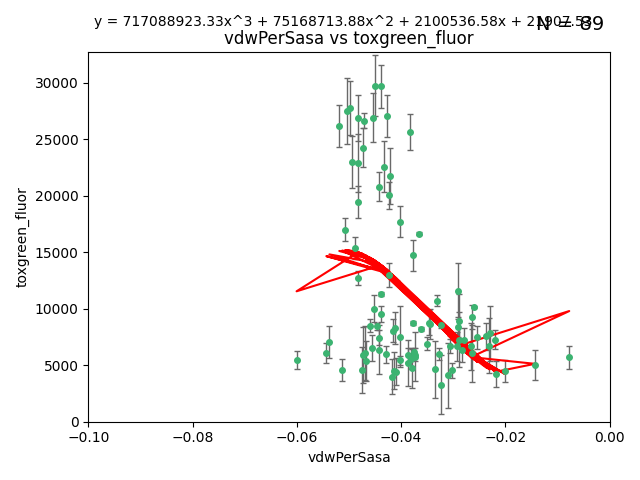 y = 717088923.33x^3 + 75168713.88x^2 + 2100536.58x +
N = 89
vdwPerSasa vs toxgreen_fluor
30000
25000
20000
15000
10000
5000
0
toxgreen_fluor
−0.10 −0.08 −0.06 −0.04 −0.02 0.00
vdwPerSasa